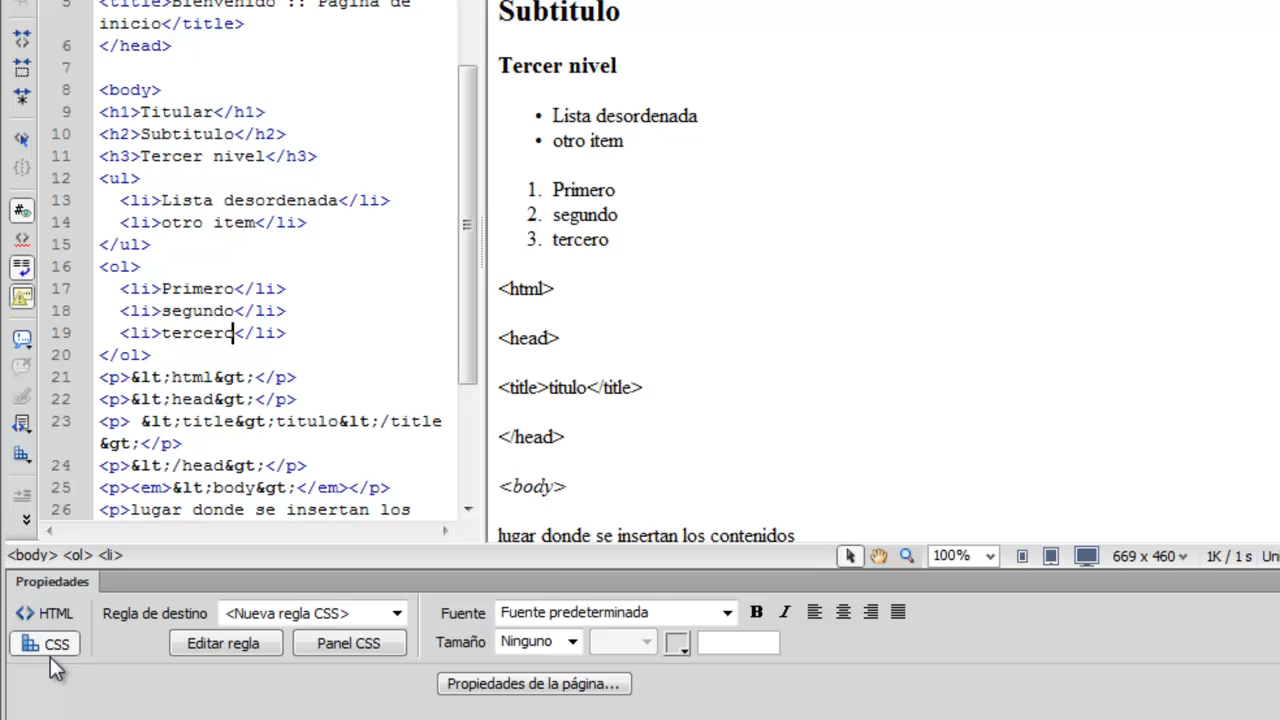 5 <title>Bienvenido :: Página de
inicio</title>
6 </head>
7
8 <body>
9 <h1>Titular</h1>
10 <h2>Subtitulo</h2>
11 <h3>Tercer nivel</h3>
12 <ul>
13 <li>Lista desordenada</li>
14 <li>otro item</li>
15 </ul>
16 <ol>
17 <li>Primero</li>
18 <li>segundo</li>
19 <li>tercero</li>
20 </ol>
21 <p>&lt;html&gt;</p>
22 <p>&lt;head&gt;</p>
23 <p> &lt;title&gt;titulo&lt;/title
&gt;</p>
24 <p>&lt;/head&gt;</p>
25 <p><em>&lt;body&gt;</em></p>
26 <p>lugar donde se insertan los
Subtitulo
Tercer nivel
• Lista desordenada
• otro item
1. Primero
2. segundo
3. tercero
<html>
<head>
<title>titulo</title>
</head>
<body>
lugar donde se insertan los contenidos
<body> <ol> <li>
100%
669 x 460
1K / 1 s
Propiedades
HTML
CSS
Regla de destino
<Nueva regla CSS>
Editar regla
Panel CSS
Fuente
Fuente predeterminada
B I
Tamaño
Ninguno
Propiedades de la página...